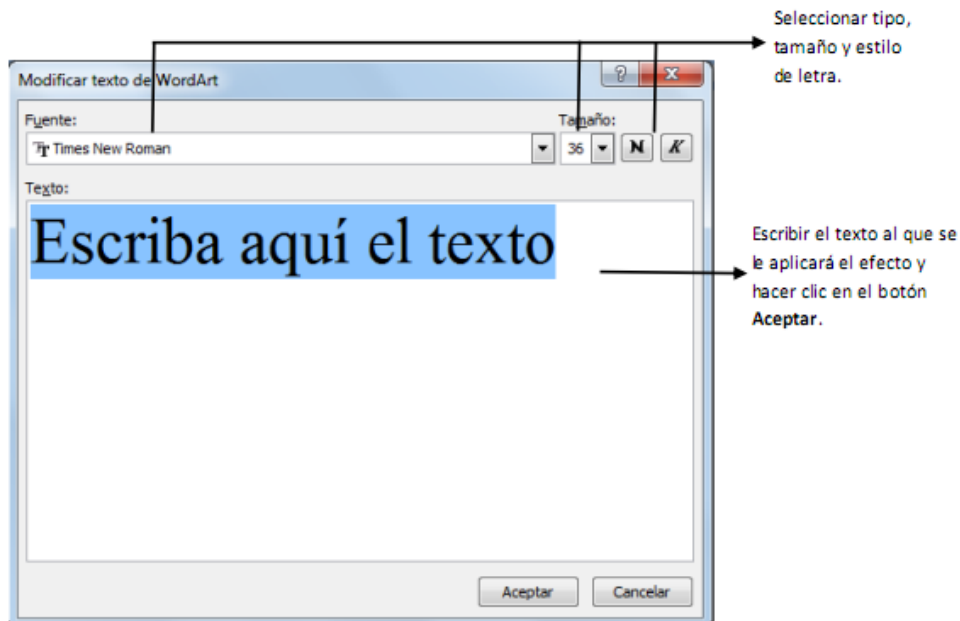 Seleccionar tipo,
tamaño y estilo
de letra.
Modificar texto de WordArt
Fuente:
Tamaño:
Times New Roman
36
N
K
Texto:
Escriba aquí el texto
Escribir el texto al que se
le aplicará el efecto y
hacer clic en el botón
Aceptar.
Aceptar
Cancelar